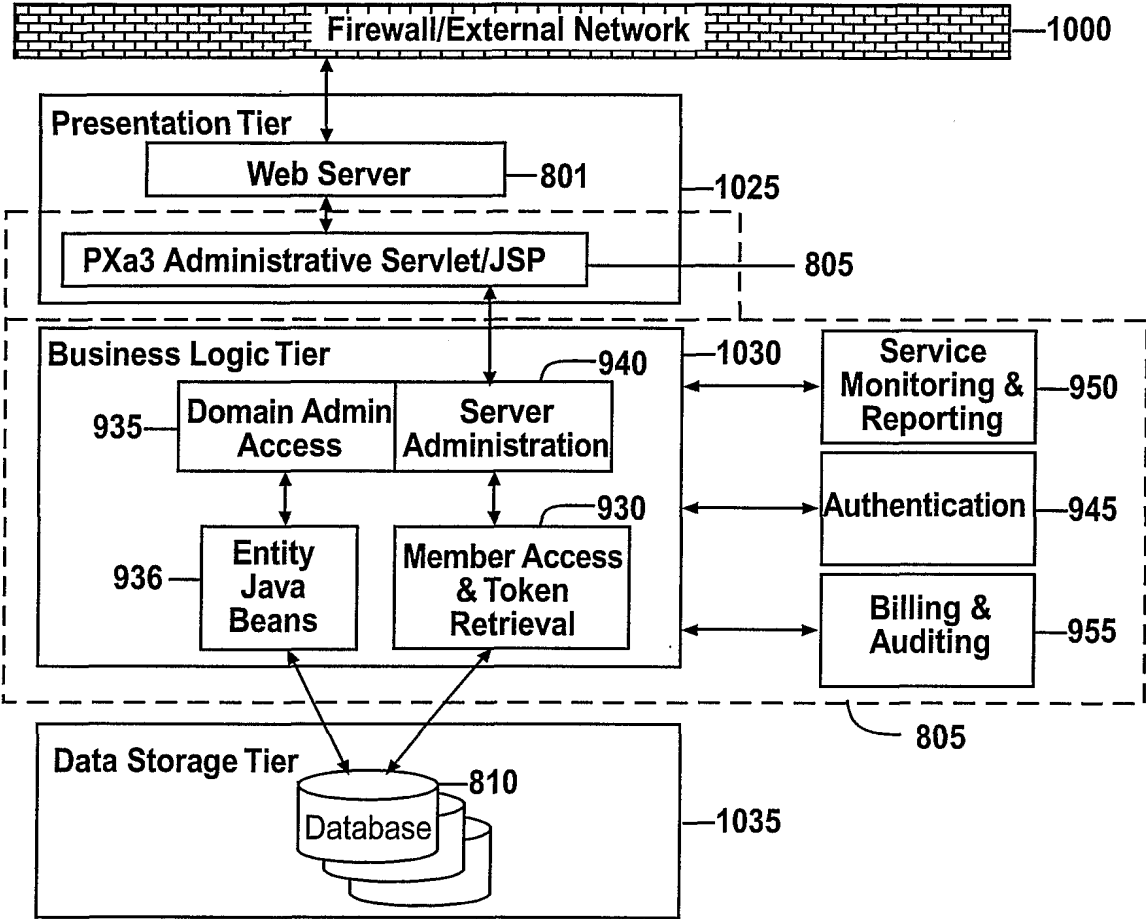 Firewall/External Network
1000
Presentation Tier
Web Server
801
1025
PXa3 Administrative Servlet/JSP
805
Business Logic Tier
1030
940
935
Domain Admin
Access
Server
Administration
Service
Monitoring &
Reporting
950
930
936
Entity
Java
Beans
Member Access
& Token
Retrieval
Authentication
945
Billing &
Auditing
955
805
Data Storage Tier
810
Database
1035